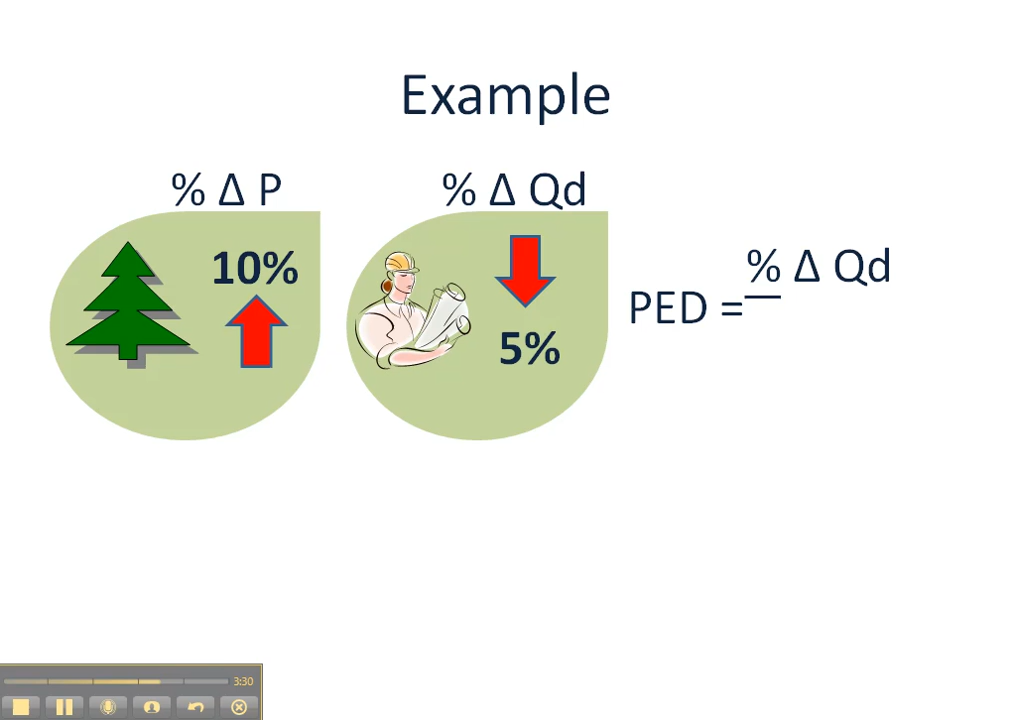 Example
% Δ P
% Δ Qd
10%
5%
% Δ Qd
PED =
3:30